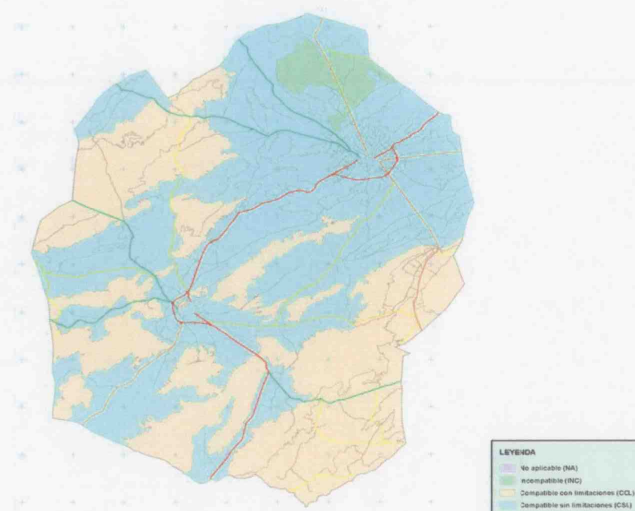 LEYENDA
No aplicable (NA)
Incompatible (INC)
Compatible con limitaciones (CCL)
Compatible sin limitaciones (CSL)